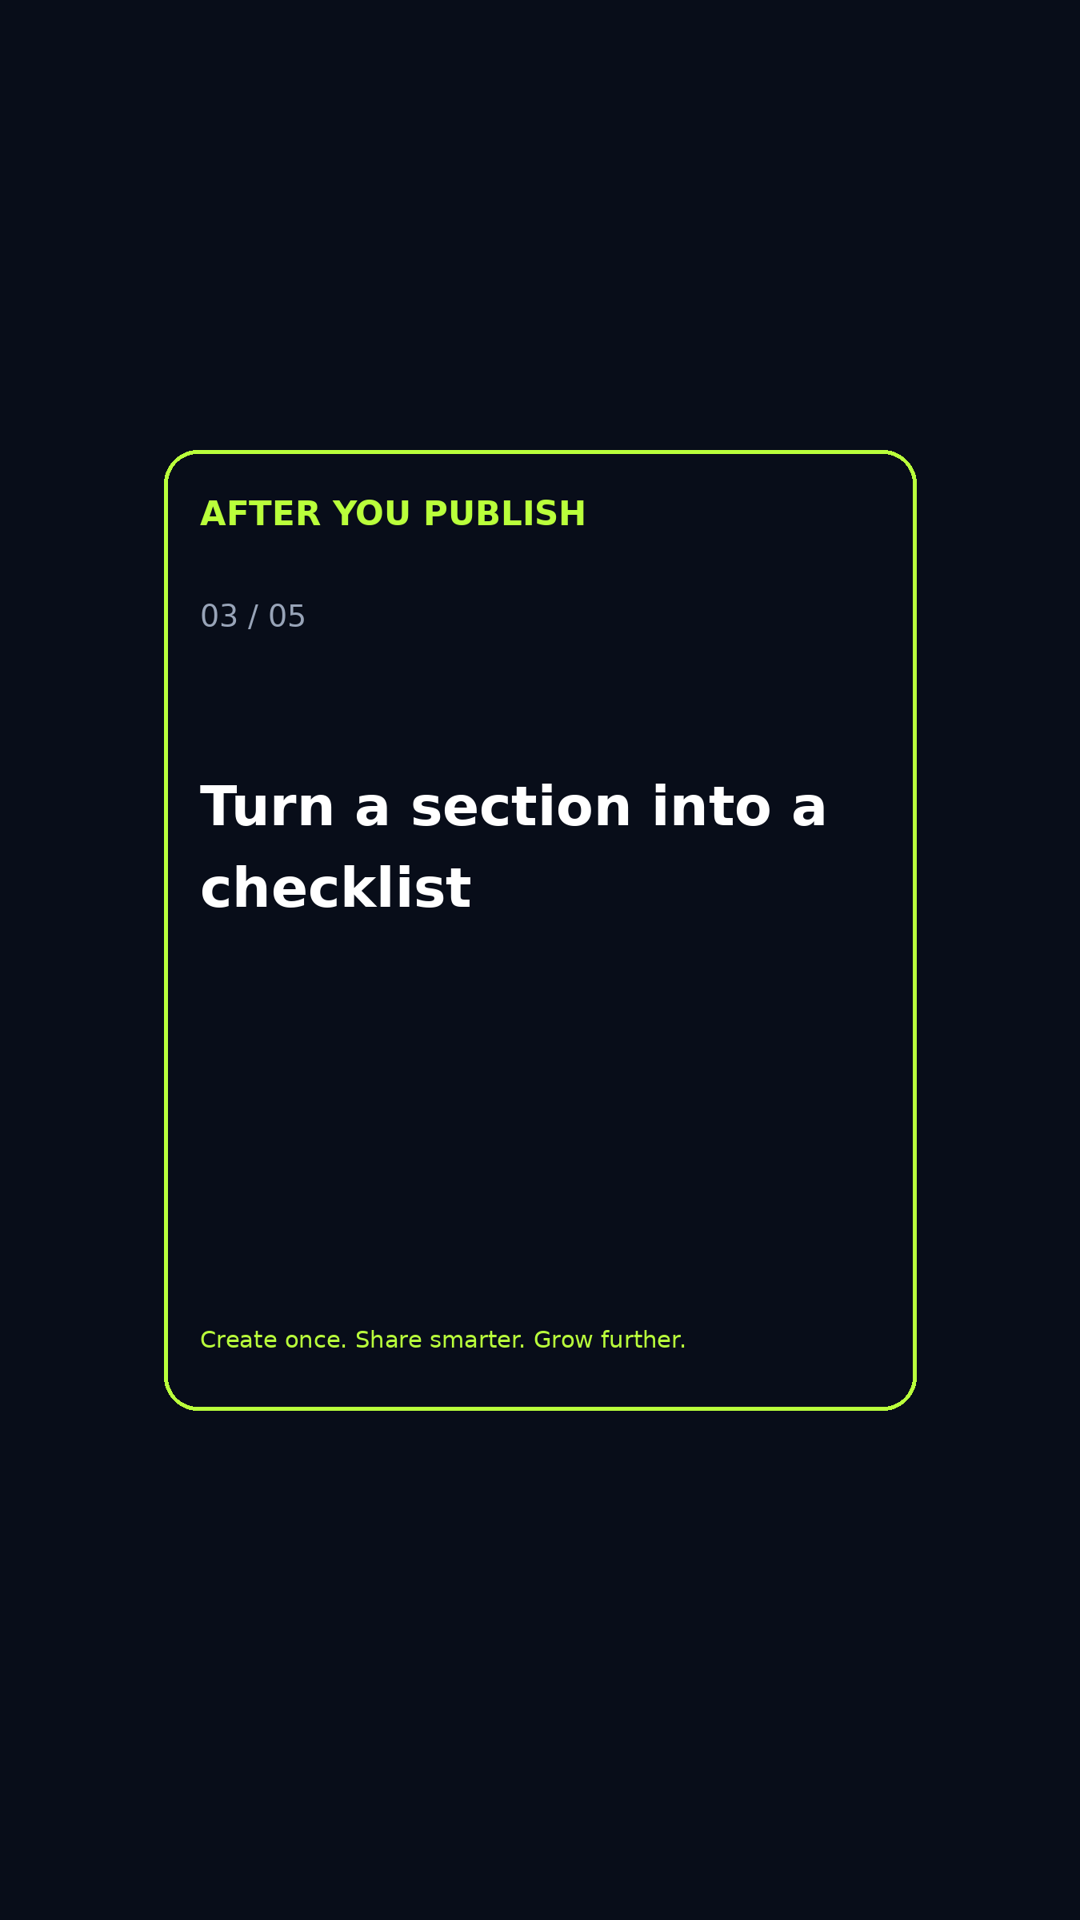 AFTER YOU PUBLISH
03 / 05
Turn a section into a
checklist
Create once. Share smarter. Grow further.